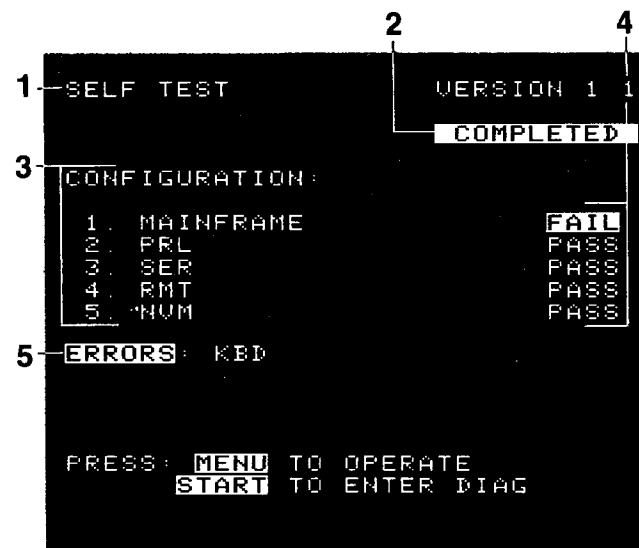 2 4
1 SELF TEST VERSION 1 1
COMPLETED
3
CONFIGURATION:
1. MAINFRAME FAIL
2. PRL PASS
3. SER PASS
4. RMT PASS
5. NVM PASS
5 ERRORS: KBD
PRESS: MENU TO OPERATE
START TO ENTER DIAG